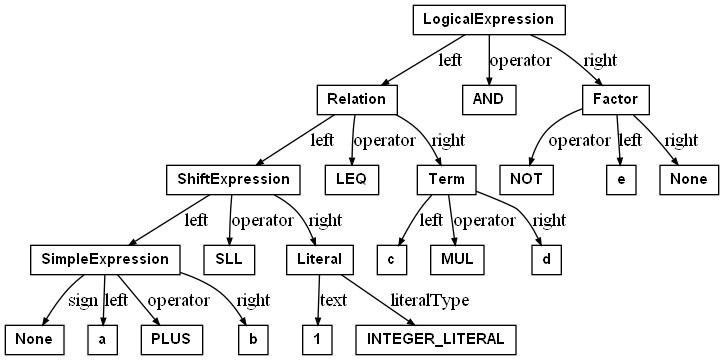 LogicalExpression
left operator right
Relation AND Factor
left operator right operator left right
ShiftExpression LEQ Term NOT e None
left operator right left operator right
SimpleExpression SLL Literal c MUL d
sign left operator right text literalType
None a PLUS b 1 INTEGER_LITERAL